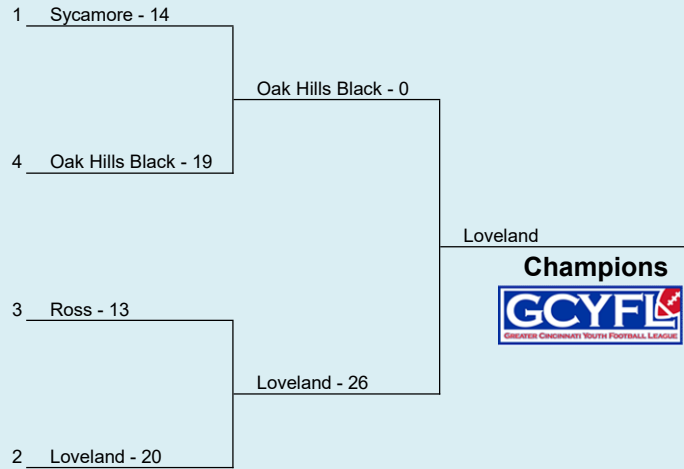 1 Sycamore - 14
Oak Hills Black - 0
4 Oak Hills Black - 19
Loveland
Champions
GCYFL
GREATER CINCINNATI YOUTH FOOTBALL LEAGUE
3 Ross - 13
Loveland - 26
2 Loveland - 20